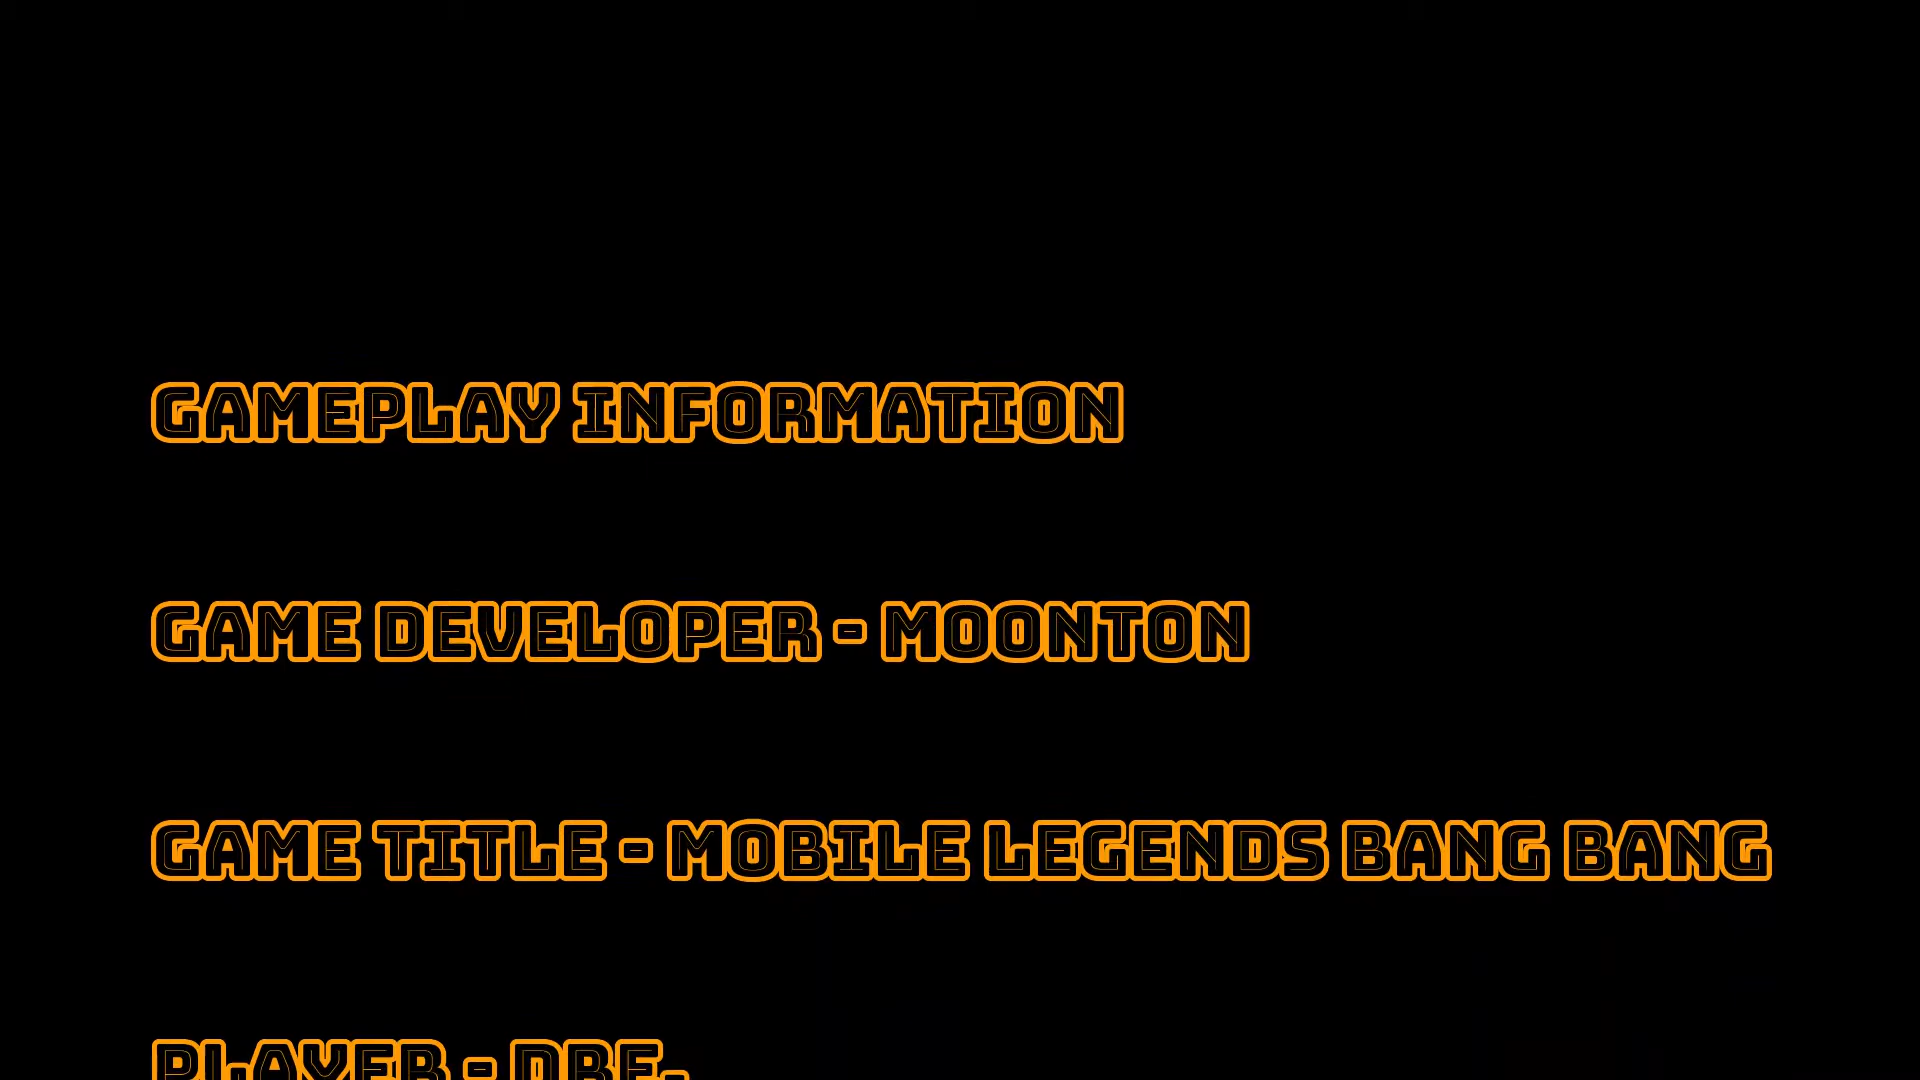 GAMEPLAY INFORMATION
GAME DEVELOPER - MOONTON
GAME TITLE - MOBILE LEGENDS BANG BANG
PLAYER -